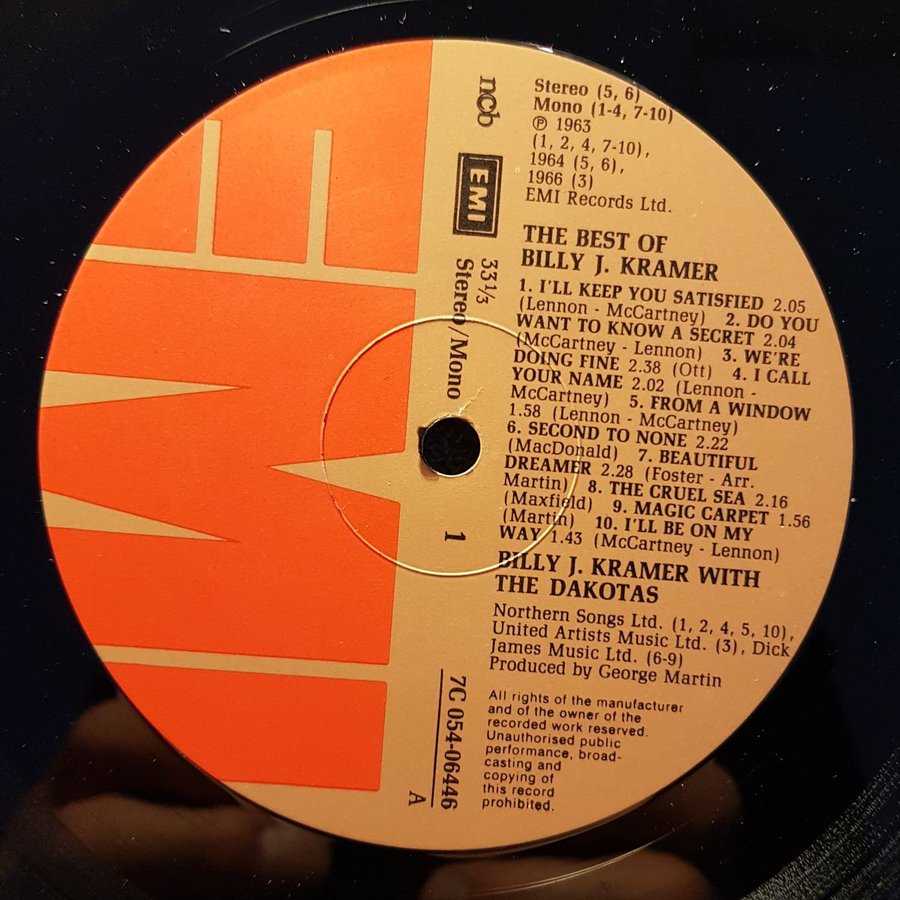 Stereo (5, 6)
Mono (1-4, 7-10)
℗ 1963
(1, 2, 4, 7-10),
1964 (5, 6),
1966 (3)
EMI Records Ltd.
THE BEST OF
BILLY J. KRAMER
1. I'LL KEEP YOU SATISFIED 2.05
(Lennon - McCartney) 2. DO YOU
WANT TO KNOW A SECRET 2.04
(McCartney - Lennon) 3. WE'RE
DOING FINE 2.38 (Ott) 4. I CALL
YOUR NAME 2.02 (Lennon -
McCartney) 5. FROM A WINDOW
1.58 (Lennon - McCartney)
6. SECOND TO NONE 2.22
(MacDonald) 7. BEAUTIFUL
DREAMER 2.28 (Foster - Arr.
Martin) 8. THE CRUEL SEA 2.16
(Maxfield) 9. MAGIC CARPET 1.56
(Martin) 10. I'LL BE ON MY
WAY 1.43 (McCartney - Lennon)
BILLY J. KRAMER WITH
THE DAKOTAS
Northern Songs Ltd. (1, 2, 4, 5, 10),
United Artists Music Ltd. (3), Dick
James Music Ltd. (6-9)
Produced by George Martin
All rights of the manufacturer
and of the owner of the
recorded work reserved.
Unauthorised public
performance, broad-
casting and
copying of
this record
prohibited.
ncb
EMI
33⅓
Stereo/Mono
1
7C 054-06446
A
EMI